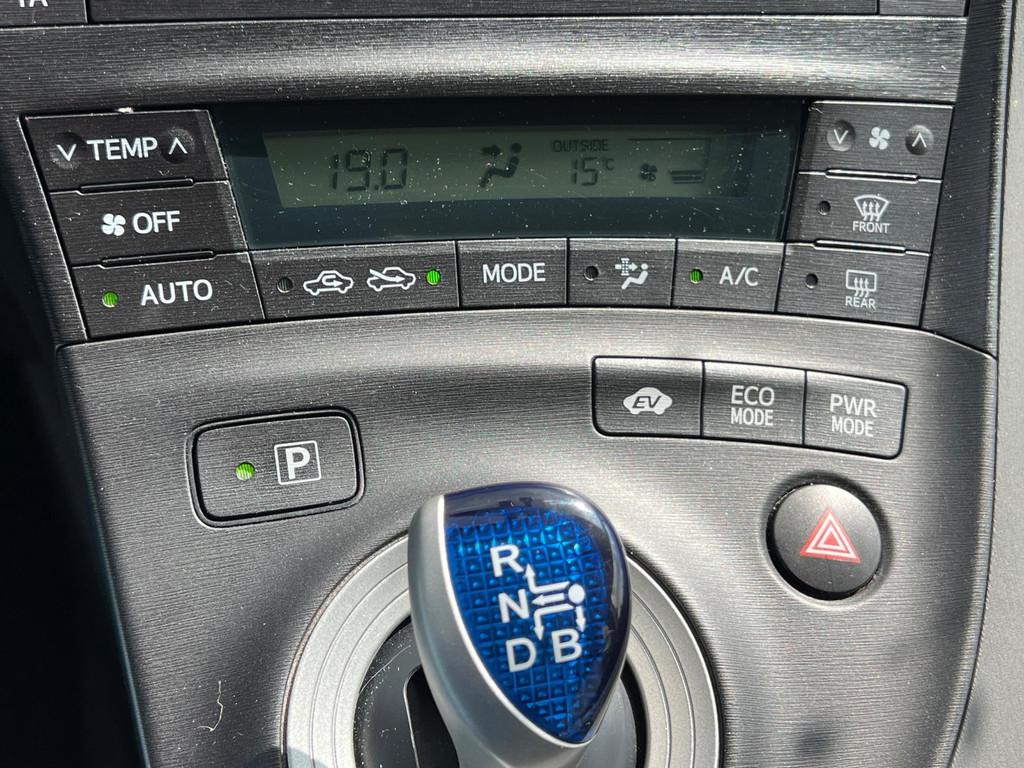 TEMP
19.0
OUTSIDE
15°C
OFF
FRONT
AUTO
MODE
A/C
REAR
EV
ECO
MODE
PWR
MODE
P
R
N
D
B